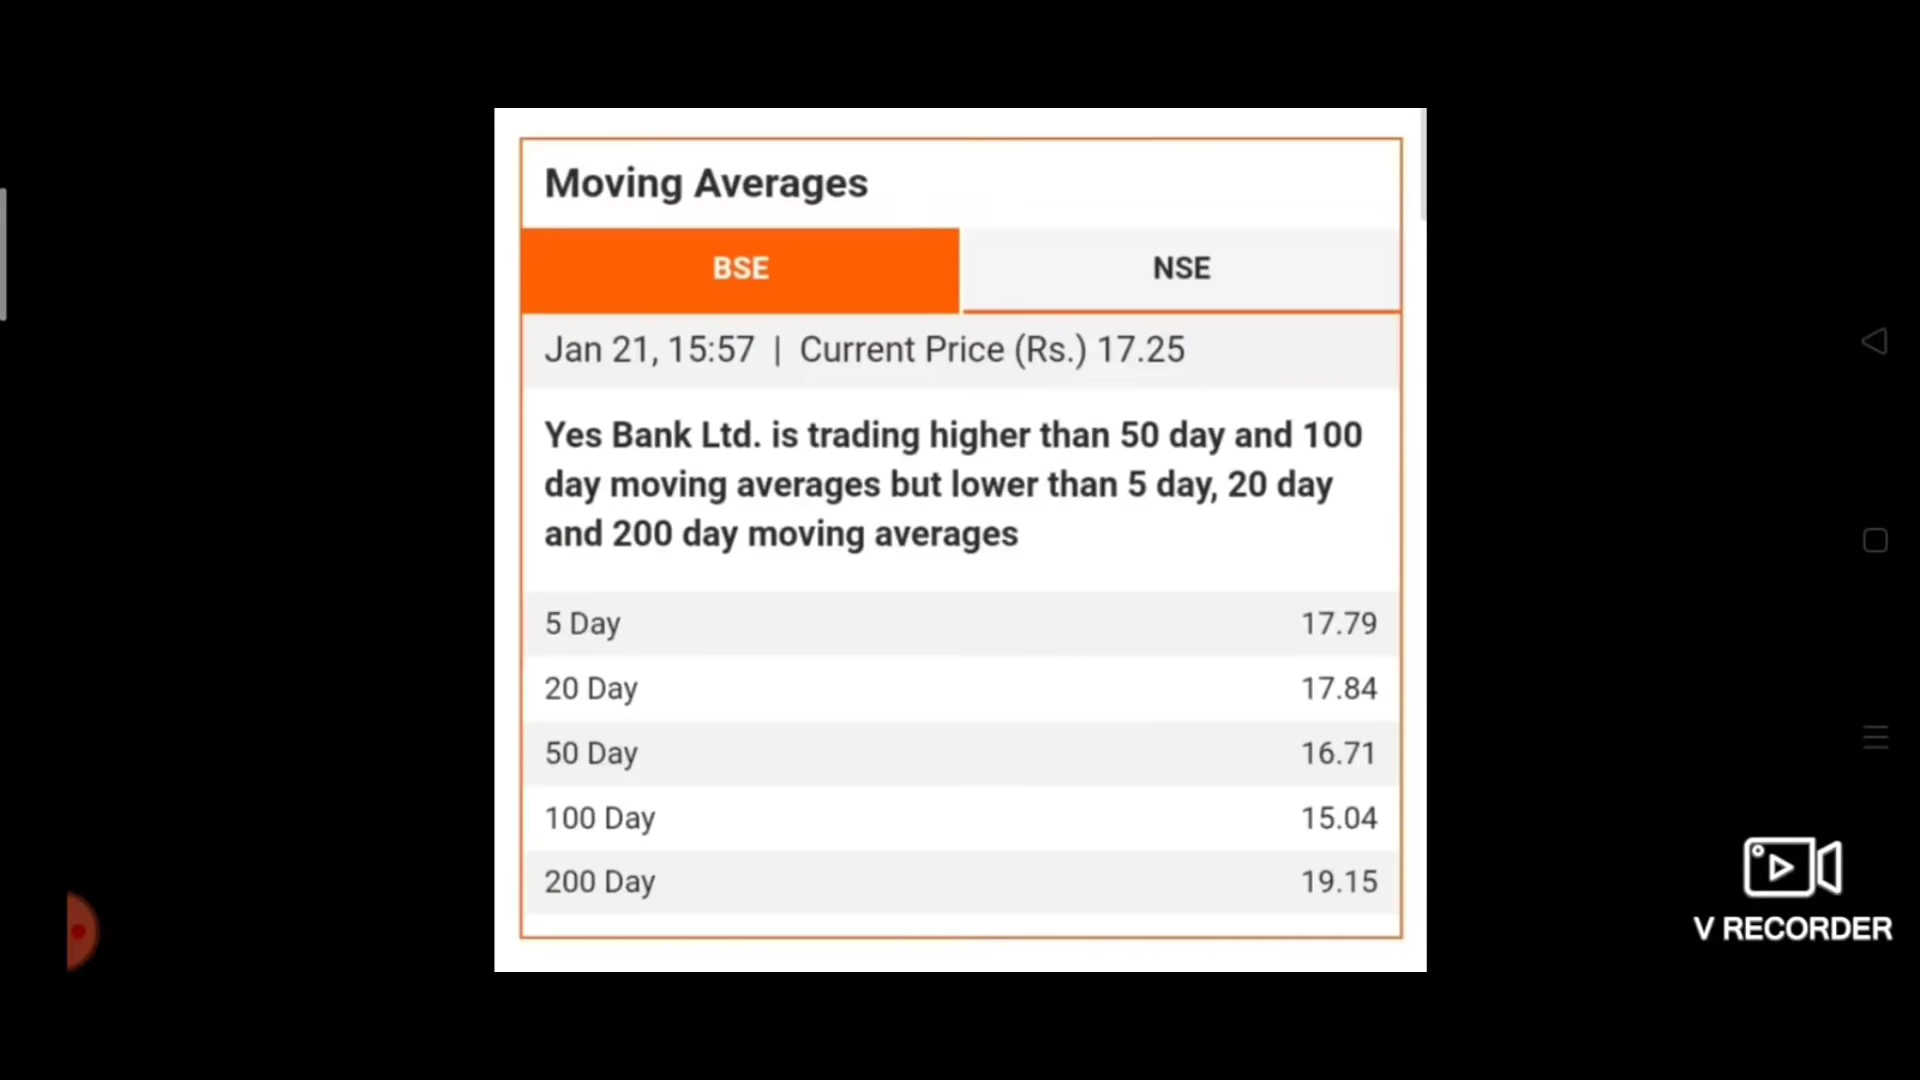 Moving Averages
BSE NSE
Jan 21, 15:57 | Current Price (Rs.) 17.25
Yes Bank Ltd. is trading higher than 50 day and 100
day moving averages but lower than 5 day, 20 day
and 200 day moving averages
5 Day 17.79
20 Day 17.84
50 Day 16.71
100 Day 15.04
200 Day 19.15
V RECORDER